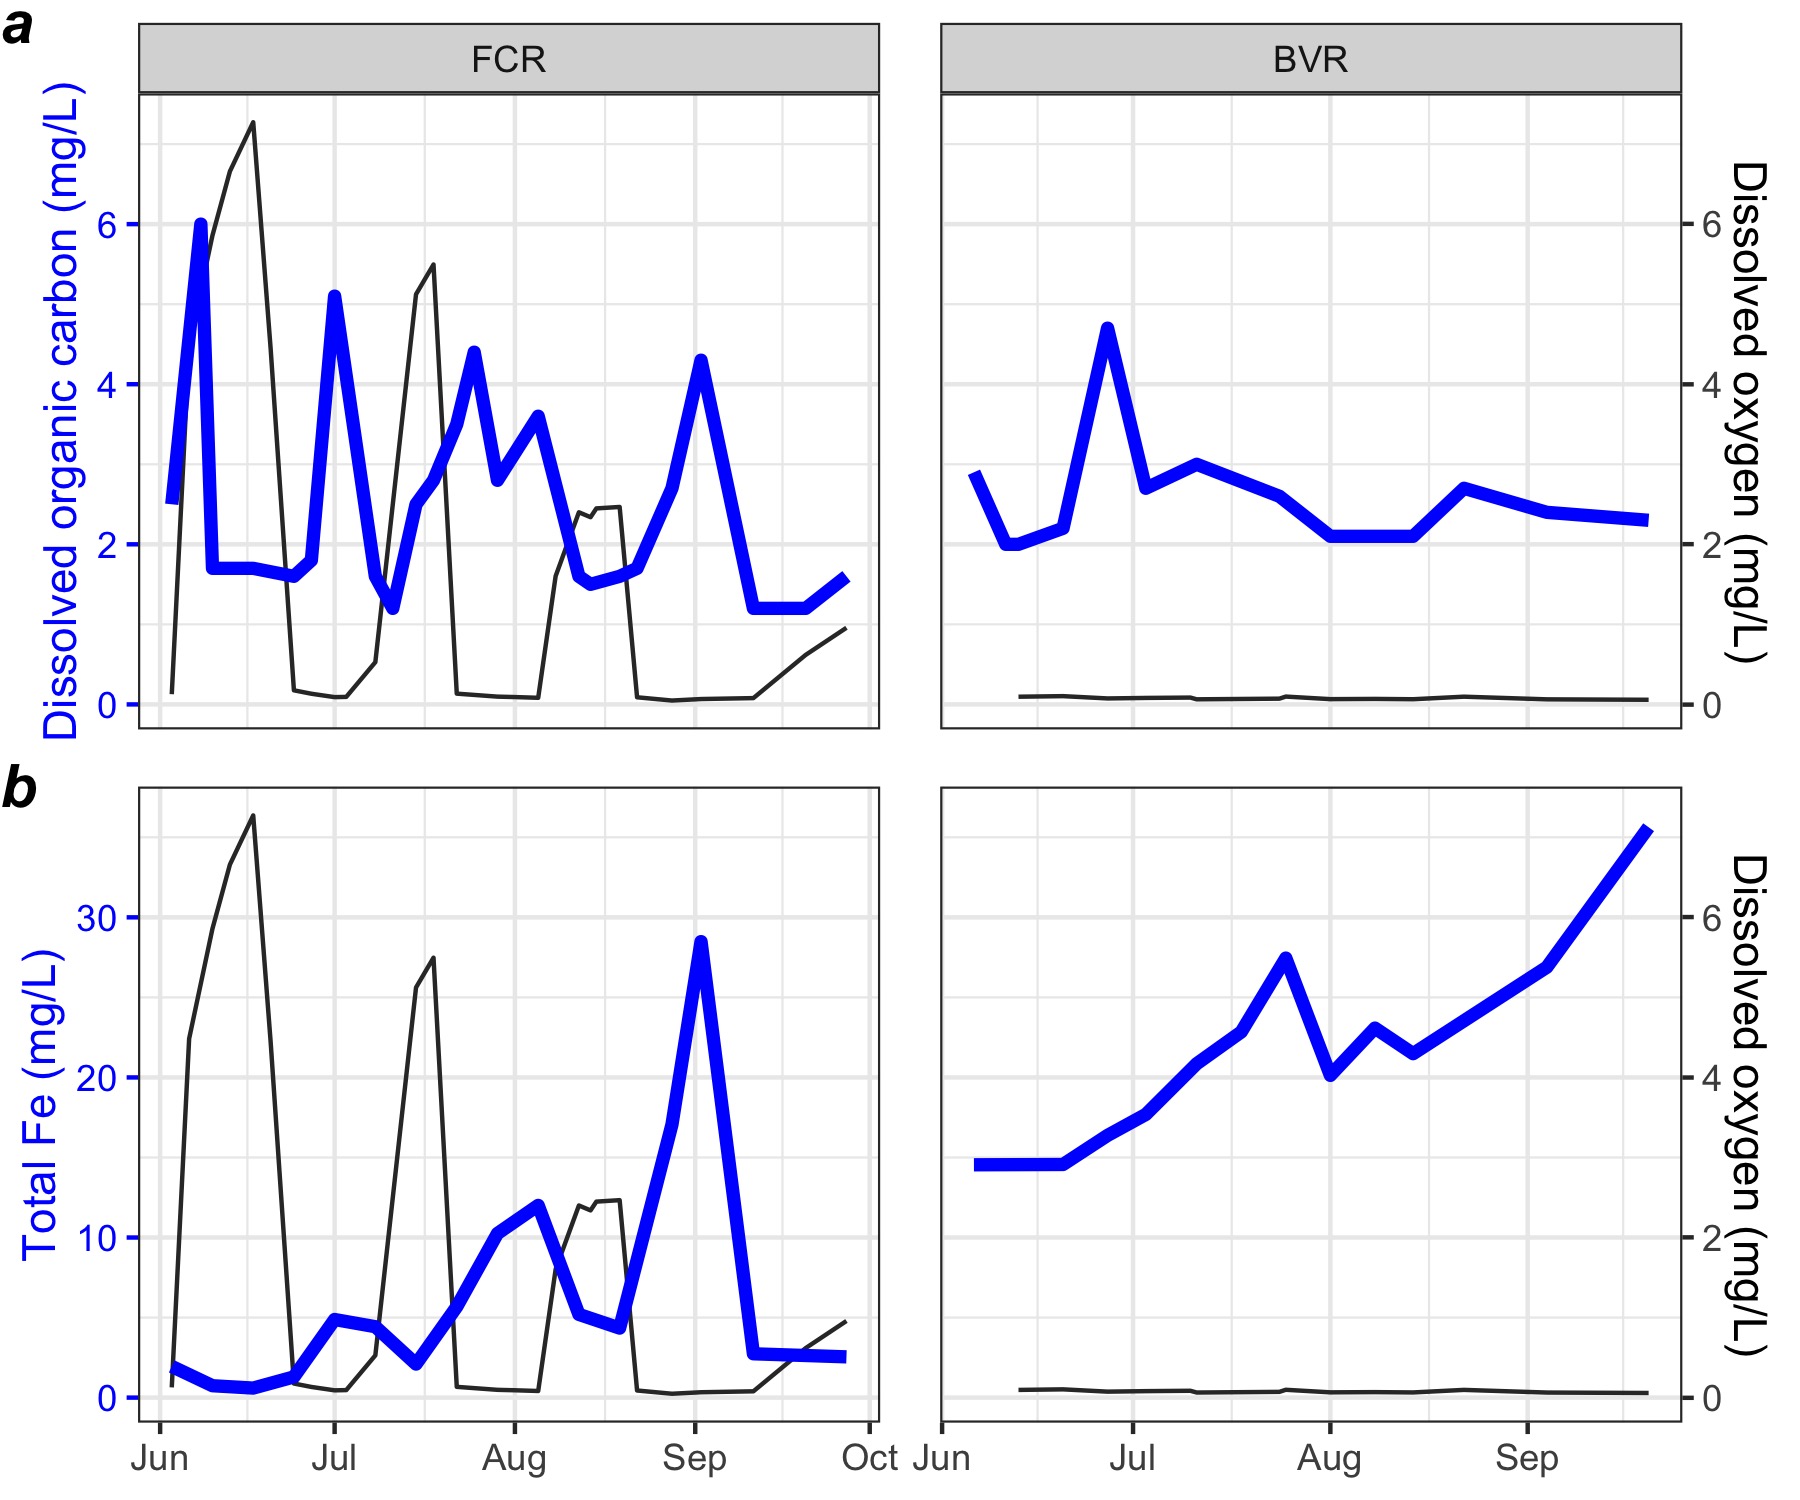 a
FCR
BVR
Dissolved organic carbon (mg/L)
6
4
2
0
6
4
2
0
Dissolved oxygen (mg/L)
b
Total Fe (mg/L)
30
20
10
0
6
4
2
0
Dissolved oxygen (mg/L)
Jun
Jul
Aug
Sep
Oct
Jun
Jul
Aug
Sep